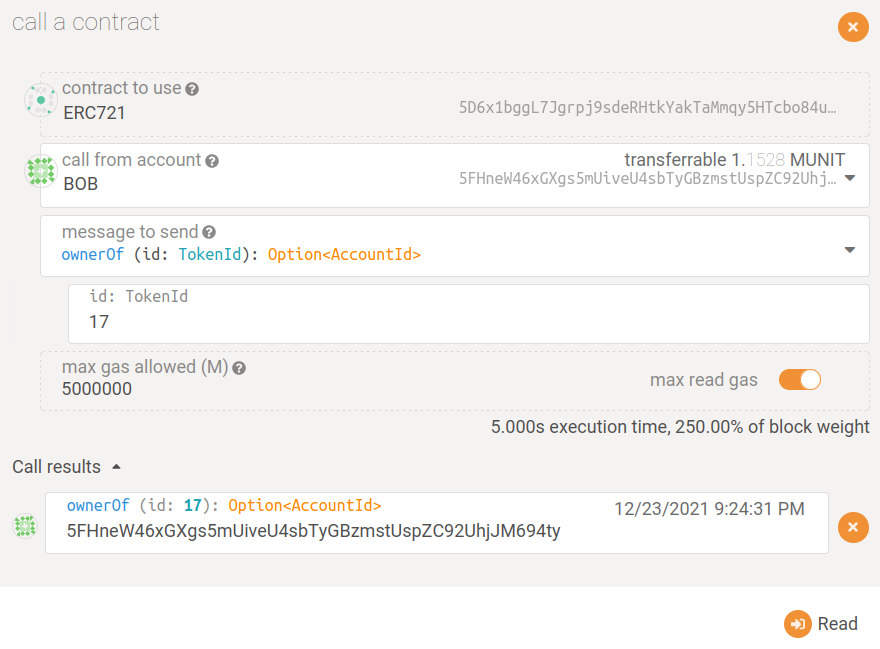 call a contract
contract to use
ERC721
5D6x1bggL7Jgrpj9sdeRHtkYakTaMmqy5HTcbo84u…
call from account
transferrable 1.1528 MUNIT
BOB
5FHneW46xGXgs5mUiveU4sbTyGBzmstUspZC92Uhj…
message to send
ownerOf (id: TokenId): Option<AccountId>
id: TokenId
17
max gas allowed (M)
5000000
max read gas
5.000s execution time, 250.00% of block weight
Call results
ownerOf (id: 17): Option<AccountId>
12/23/2021 9:24:31 PM
5FHneW46xGXgs5mUiveU4sbTyGBzmstUspZC92UhjJM694ty
Read